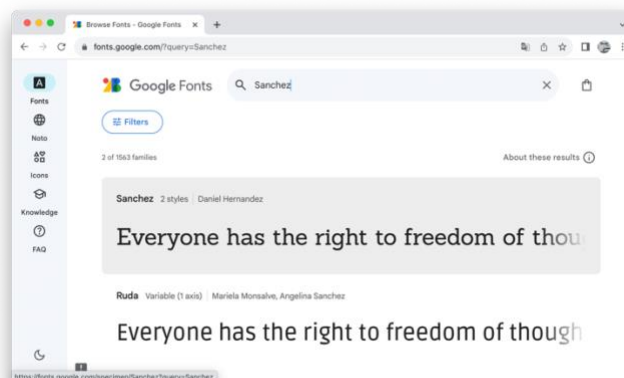 Browse Fonts - Google Fonts
fonts.google.com/?query=Sanchez
Fonts
Noto
Icons
Knowledge
FAQ
Google Fonts
Sanchez
Filters
2 of 1563 families
About these results
Sanchez 2 styles | Daniel Hernandez
Everyone has the right to freedom of thou
Ruda Variable (1 axis) | Mariela Monsalve, Angelina Sanchez
Everyone has the right to freedom of though
https://fonts.google.com/specimen/Sanchez?query=Sanchez